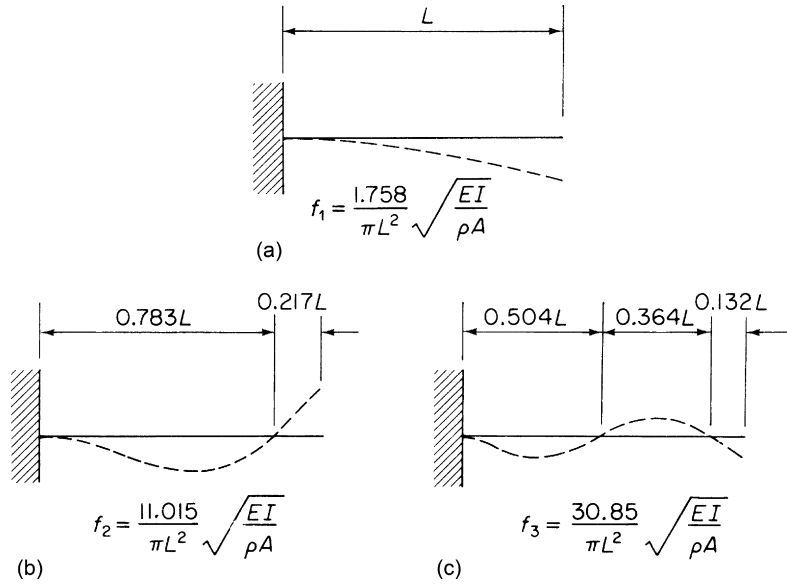 L
f₁ = 1.758/πL² √(EI/ρA)
(a)
0.783L 0.217L
0.504L 0.364L 0.132L
f₂ = 11.015/πL² √(EI/ρA)
(b)
f₃ = 30.85/πL² √(EI/ρA)
(c)